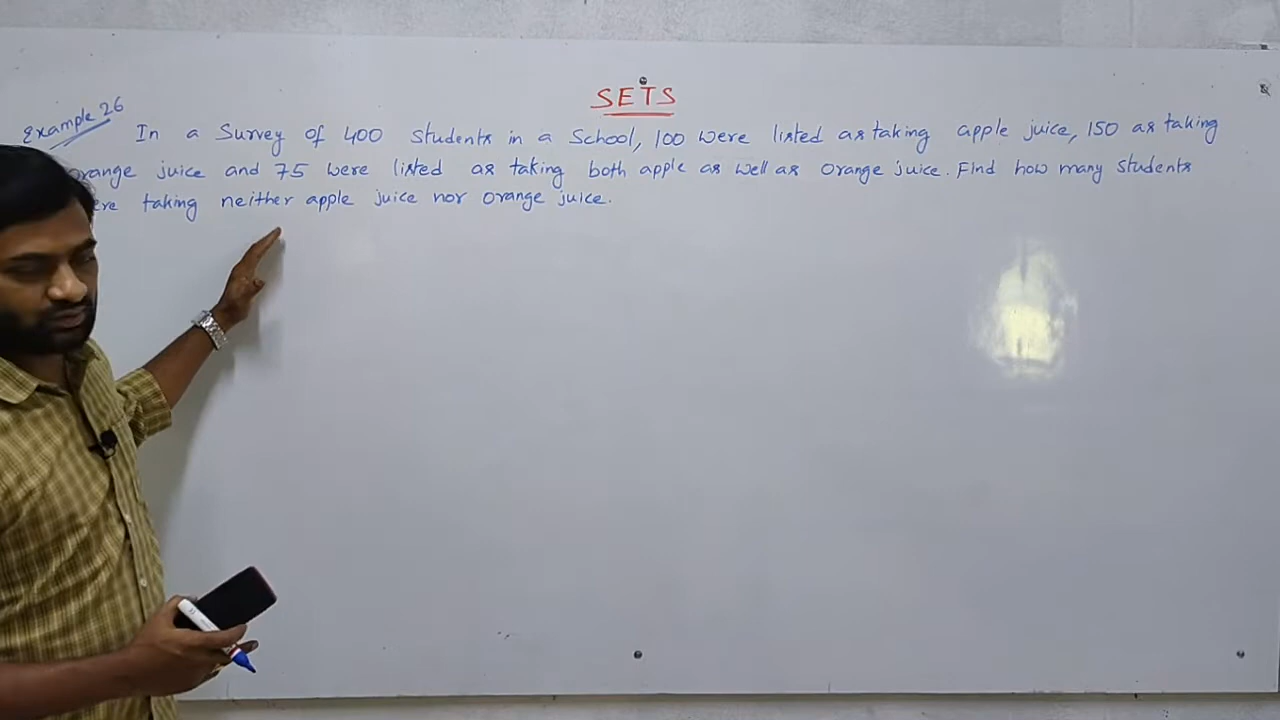 SETS
Example 26
In a Survey of 400 students in a School, 100 were listed as taking apple juice, 150 as taking
orange juice and 75 were listed as taking both apple as well as orange juice. Find how many students
ere taking neither apple juice nor orange juice.